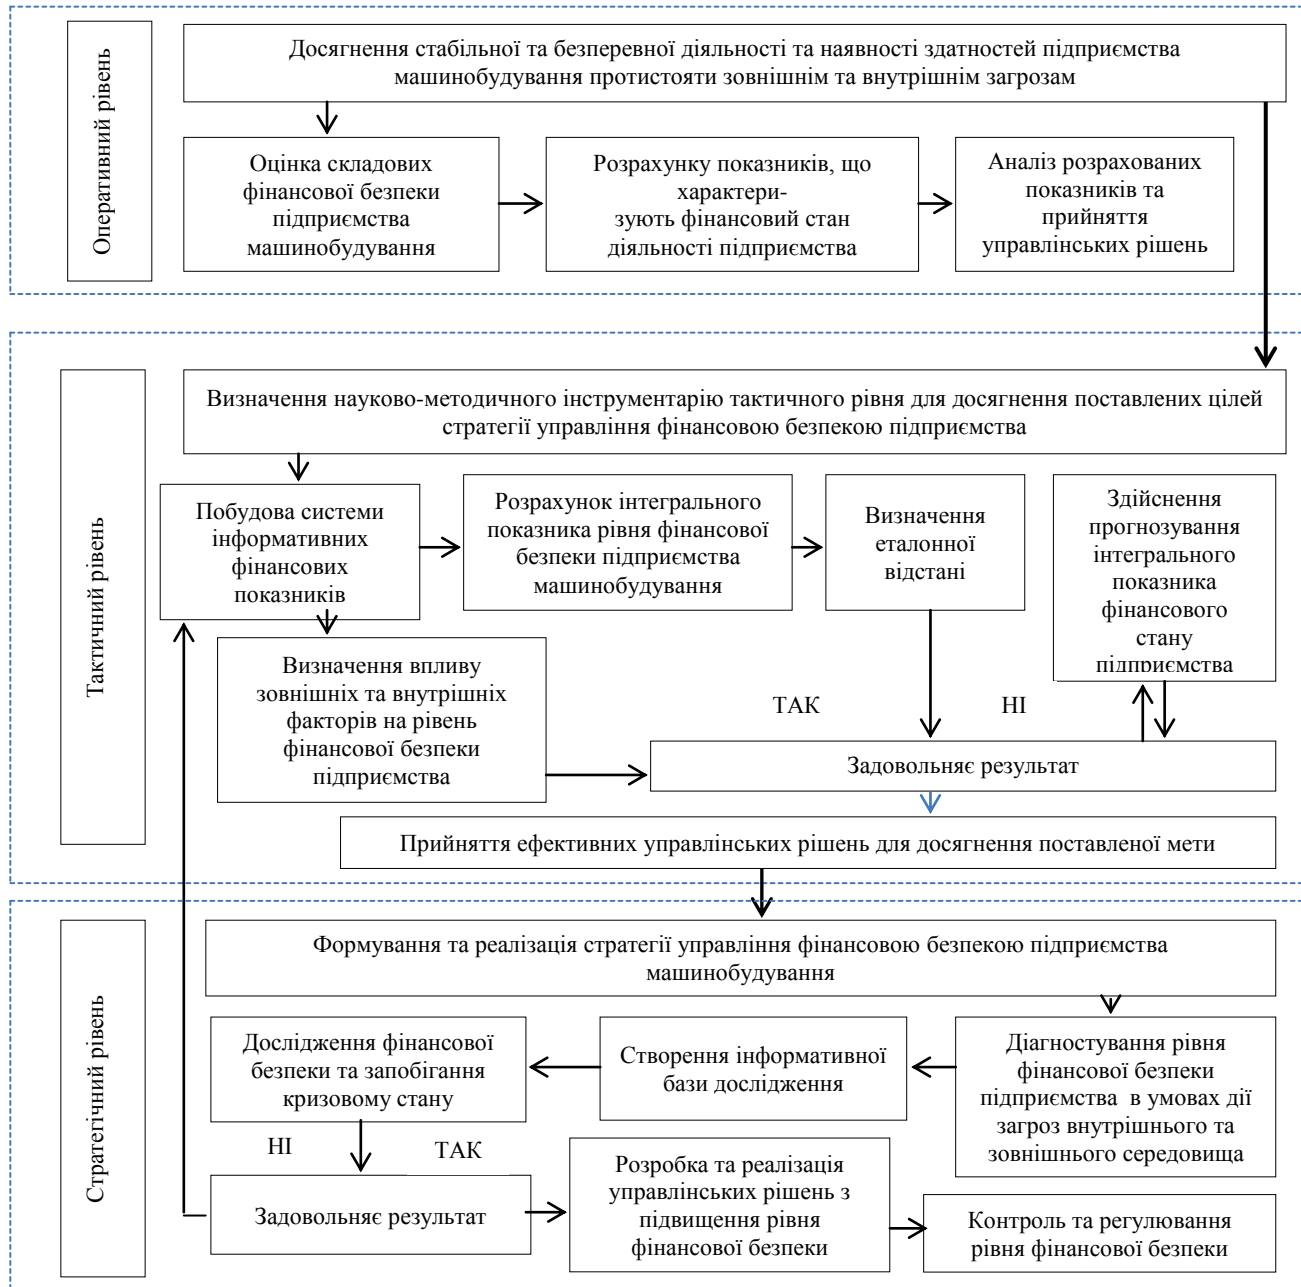 Оперативний рівень
Досягнення стабільної та безперевної діяльності та наявності здатностей підприємства
машинобудування протистояти зовнішнім та внутрішнім загрозам
Оцінка складових
фінансової безпеки
підприємства
машинобудування
Розрахунку показників, що
характери-
зують фінансовий стан
діяльності підприємства
Аналіз розрахованих
показників та
прийняття
управлінських рішень
Тактичний рівень
Визначення науково-методичного інструментарію тактичного рівня для досягнення поставлених цілей
стратегії управління фінансовою безпекою підприємства
Побудова системи
інформативних
фінансових
показників
Розрахунок інтегрального
показника рівня фінансової
безпеки підприємства
машинобудування
Визначення
еталонної
відстані
Здійснення
прогнозування
інтегрального
показника
фінансового
стану
підприємства
Визначення впливу
зовнішніх та внутрішніх
факторів на рівень
фінансової безпеки
підприємства
ТАК
НІ
Задовольняє результат
Прийняття ефективних управлінських рішень для досягнення поставленої мети
Стратегічний рівень
Формування та реалізація стратегії управління фінансовою безпекою підприємства
машинобудування
Дослідження фінансової
безпеки та запобігання
кризовому стану
Створення інформативної
бази дослідження
Діагностування рівня
фінансової безпеки
підприємства в умовах дії
загроз внутрішнього та
зовнішнього середовища
НІ
ТАК
Задовольняє результат
Розробка та реалізація
управлінських рішень з
підвищення рівня
фінансової безпеки
Контроль та регулювання
рівня фінансової безпеки